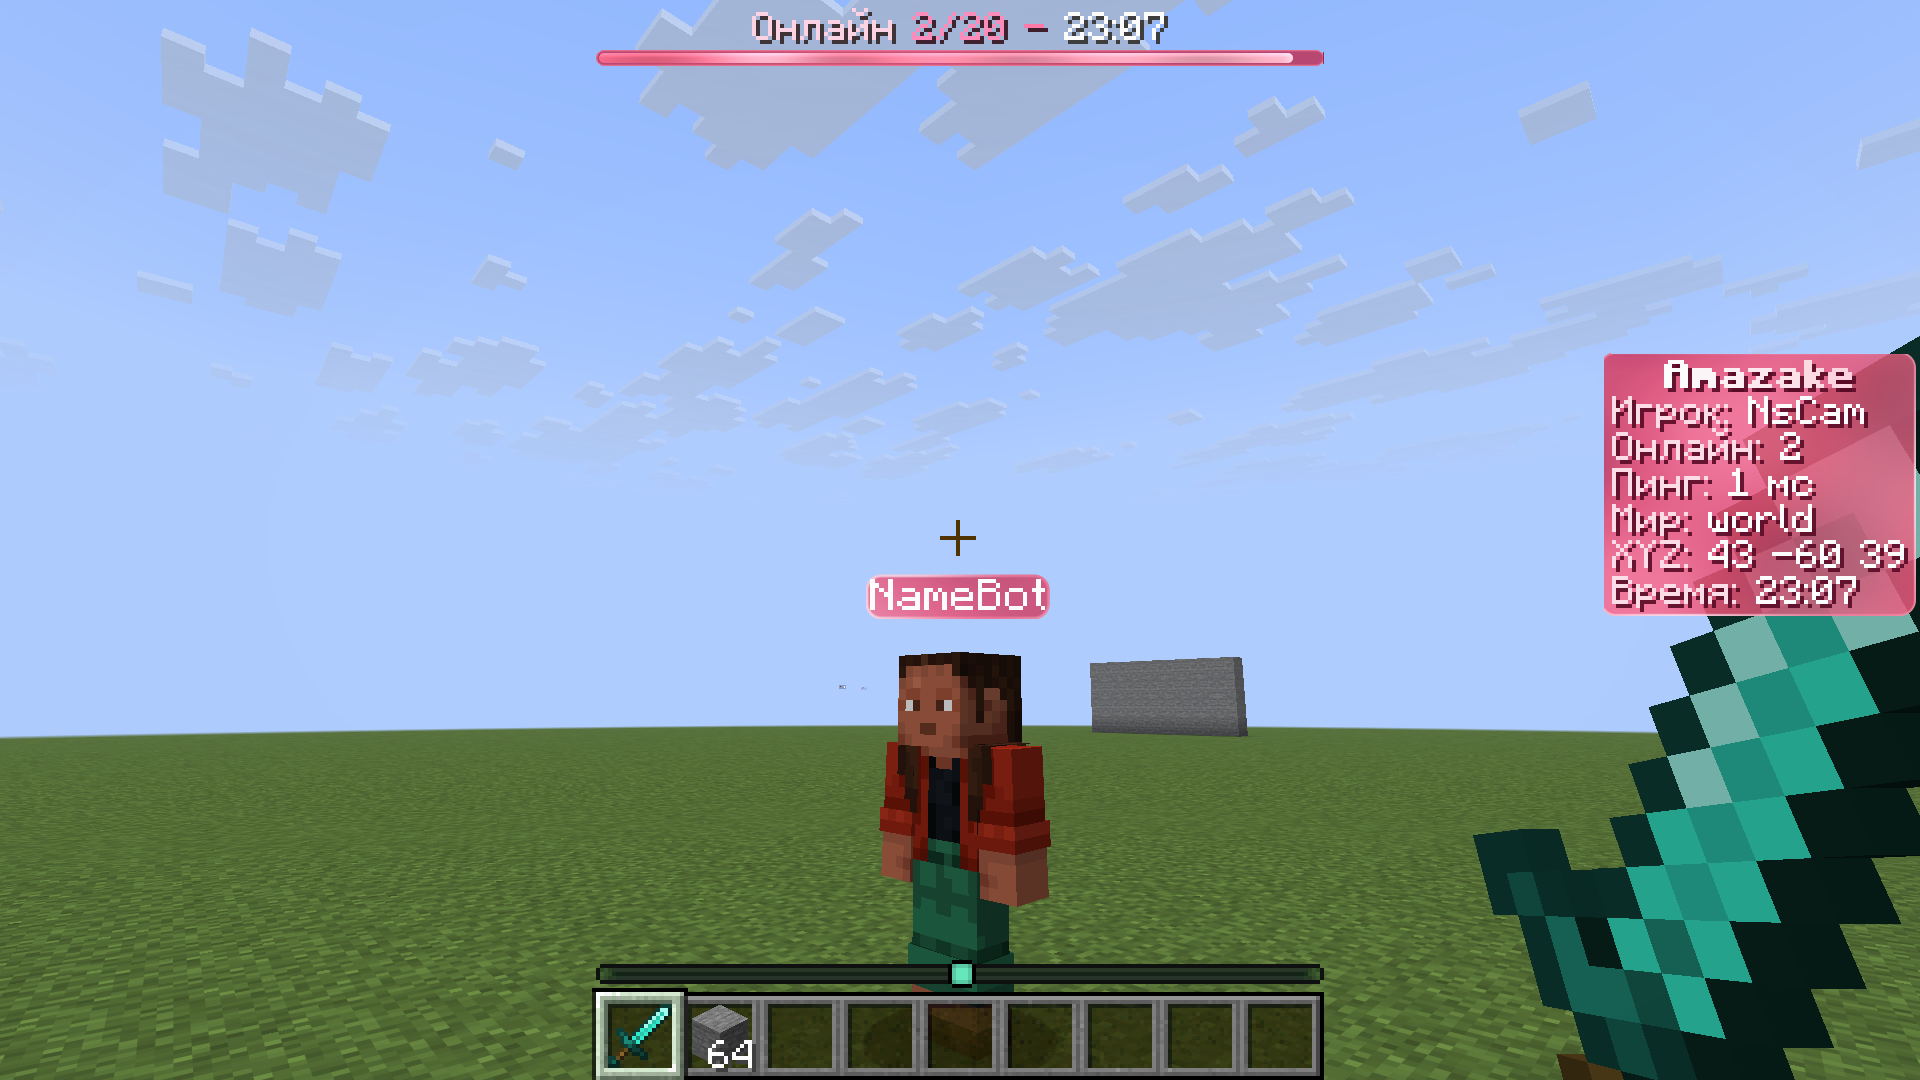 Онлайн 2/20 – 23:07
Amazake
Игрок: NsCam
Онлайн: 2
Пинг: 1 мс
Мир: world
XYZ: 43 -60 39
Время: 23:07
NameBot
64